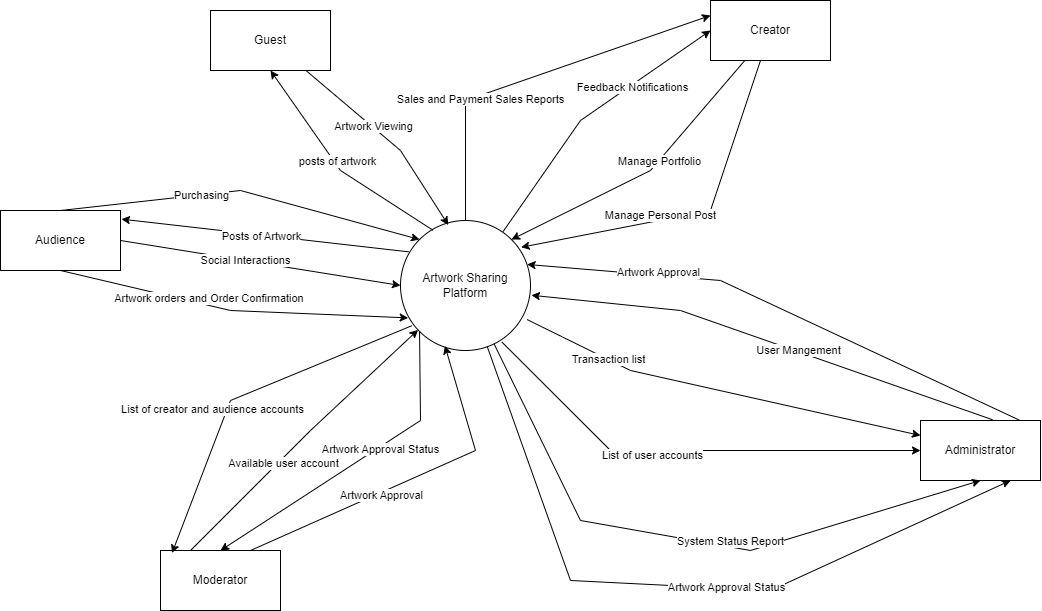 Guest
Creator
Sales and Payment Sales Reports
Feedback Notifications
Artwork Viewing
posts of artwork
Manage Portfolio
Purchasing
Manage Personal Post
Audience
Posts of Artwork
Social Interactions
Artwork Sharing
Platform
Artwork Approval
Artwork orders and Order Confirmation
User Mangement
Transaction list
List of creator and audience accounts
Artwork Approval Status
Available user account
List of user accounts
Administrator
Artwork Approval
System Status Report
Moderator
Artwork Approval Status